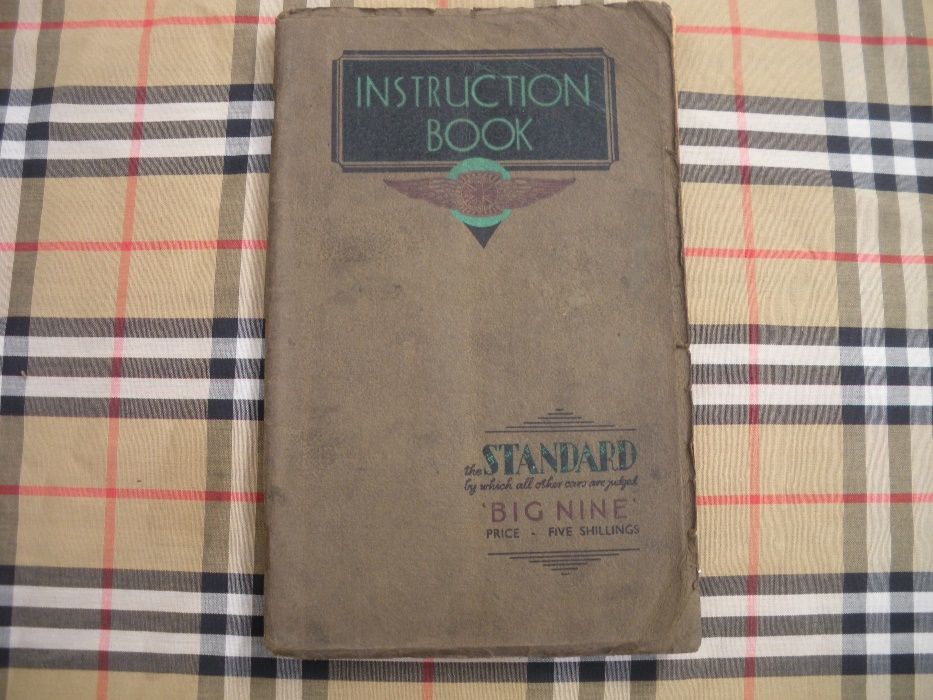 INSTRUCTION
BOOK
the STANDARD
by which all other cars are judged
'BIG NINE'
PRICE - FIVE SHILLINGS